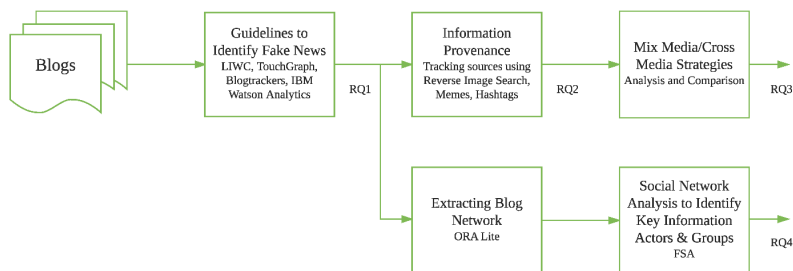 Blogs
Guidelines to
Identify Fake News
LIWC, TouchGraph,
Blogtrackers, IBM
Watson Analytics
RQ1
Information
Provenance
Tracking sources using
Reverse Image Search,
Memes, Hashtags
RQ2
Mix Media/Cross
Media Strategies
Analysis and Comparison
RQ3
Extracting Blog
Network
ORA Lite
Social Network
Analysis to Identify
Key Information
Actors & Groups
FSA
RQ4